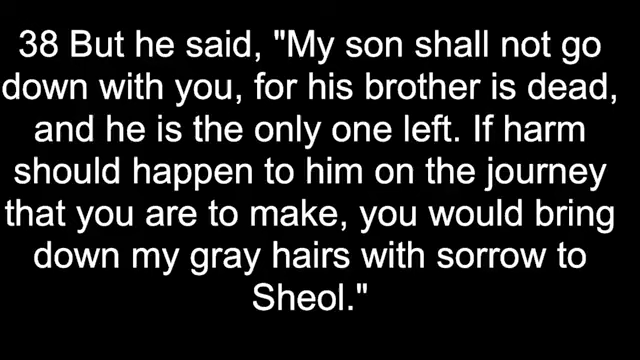 38 But he said, "My son shall not go
down with you, for his brother is dead,
and he is the only one left. If harm
should happen to him on the journey
that you are to make, you would bring
down my gray hairs with sorrow to
Sheol."